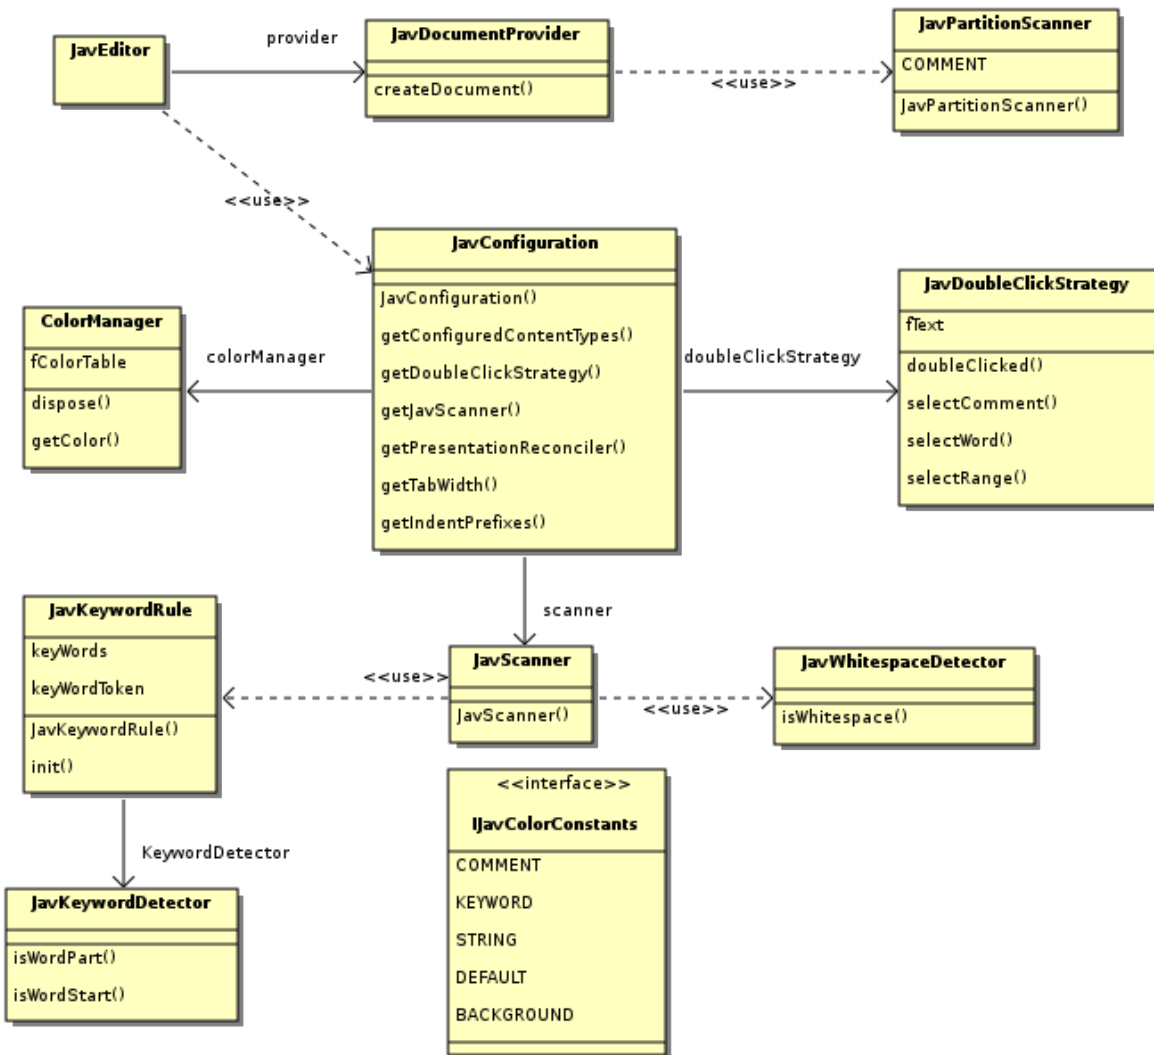 JavEditor
provider
JavDocumentProvider
createDocument()
<<use>>
JavPartitionScanner
COMMENT
JavPartitionScanner()
<<use>>
JavConfiguration
JavConfiguration()
getConfiguredContentTypes()
getDoubleClickStrategy()
getJavScanner()
getPresentationReconciler()
getTabWidth()
getIndentPrefixes()
ColorManager
fColorTable
dispose()
getColor()
colorManager
doubleClickStrategy
JavDoubleClickStrategy
fText
doubleClicked()
selectComment()
selectWord()
selectRange()
scanner
JavKeywordRule
keyWords
keyWordToken
JavKeywordRule()
init()
<<use>>
JavScanner
JavScanner()
<<use>>
JavWhitespaceDetector
isWhitespace()
KeywordDetector
JavKeywordDetector
isWordPart()
isWordStart()
<<interface>>
IJavColorConstants
COMMENT
KEYWORD
STRING
DEFAULT
BACKGROUND